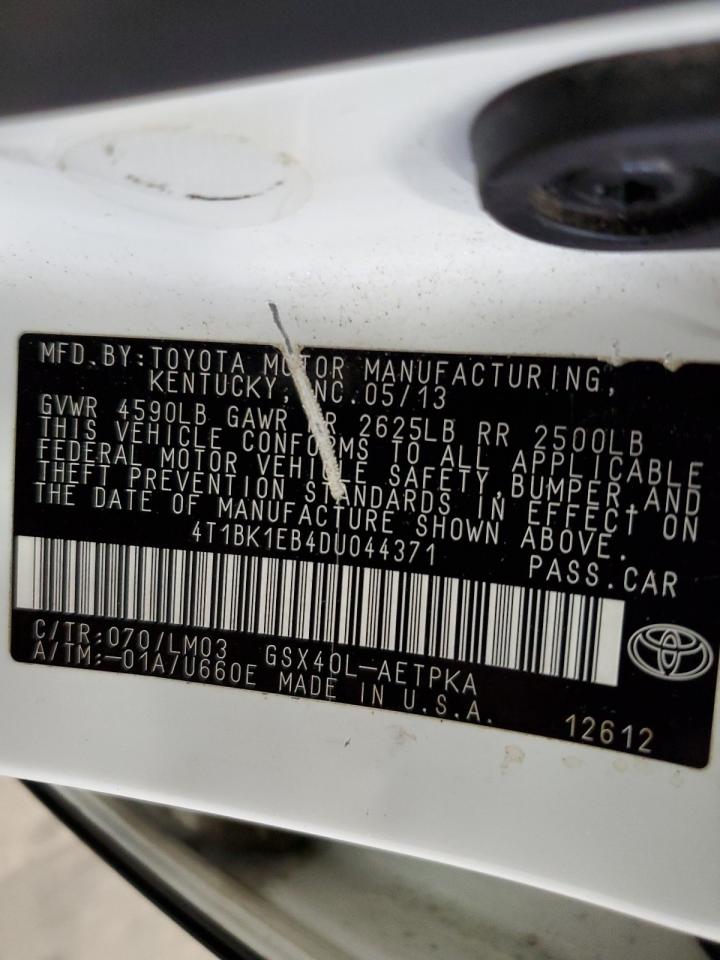 MFD. BY: TOYOTA MOTOR MANUFACTURING,
KENTUCKY, INC. 05/13
GVWR 4590LB GAWR FR 2625LB RR 2500LB
THIS VEHICLE CONFORMS TO ALL APPLICABLE
FEDERAL MOTOR VEHICLE SAFETY, BUMPER, AND
THEFT PREVENTION STANDARDS IN EFFECT ON
THE DATE OF MANUFACTURE SHOWN ABOVE.
4T1BK1EB4DU044371 PASS. CAR
C/TR: 070/LM03 GSX40L-AETPKA
A/TM: -01A/U660E MADE IN U.S.A. 12612